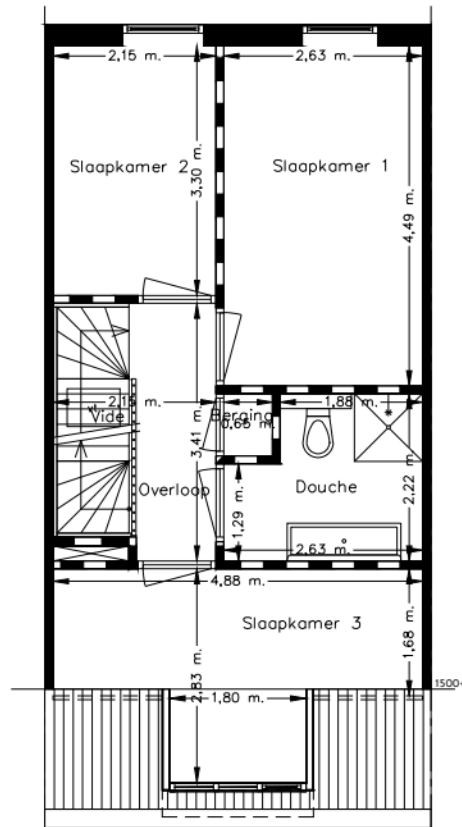 2,15 m.
2,63 m.
Slaapkamer 2
Slaapkamer 1
3,30 m.
4,49 m.
2,15 m.
Vide
Berging
0,65 m.
1,88 m.
3,41 m
Overloop
Douche
2,22 m.
1,29 m.
2,63 m.
4,88 m.
Slaapkamer 3
1,68 m.
2,83 m.
1500+
1,80 m.